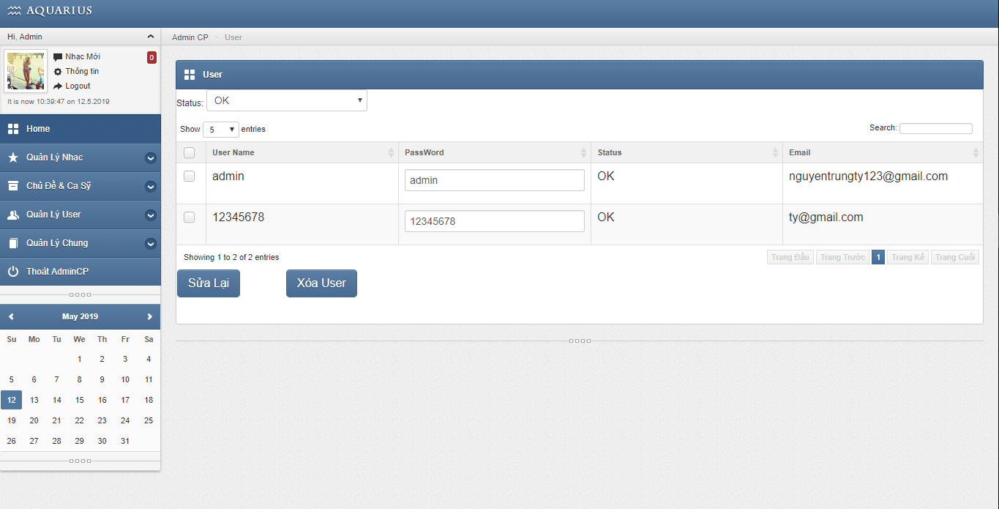 AQUARIUS
Hi, Admin
Admin CP > User
Nhạc Mới 0
Thông tin
Logout
It is now 10:39:47 on 12.5.2019
Home
Quản Lý Nhạc
Chủ Đề & Ca Sỹ
Quản Lý User
Quản Lý Chung
Thoát AdminCP
May 2019
Su Mo Tu We Th Fr Sa
1 2 3 4
5 6 7 8 9 10 11
12 13 14 15 16 17 18
19 20 21 22 23 24 25
26 27 28 29 30 31
User
Status: OK
Show 5 entries Search:
User Name PassWord Status Email
admin admin OK nguyentrungty123@gmail.com
12345678 12345678 OK ty@gmail.com
Showing 1 to 2 of 2 entries Trang Đầu Trang Trước 1 Trang Kế Trang Cuối
Sửa Lại Xóa User